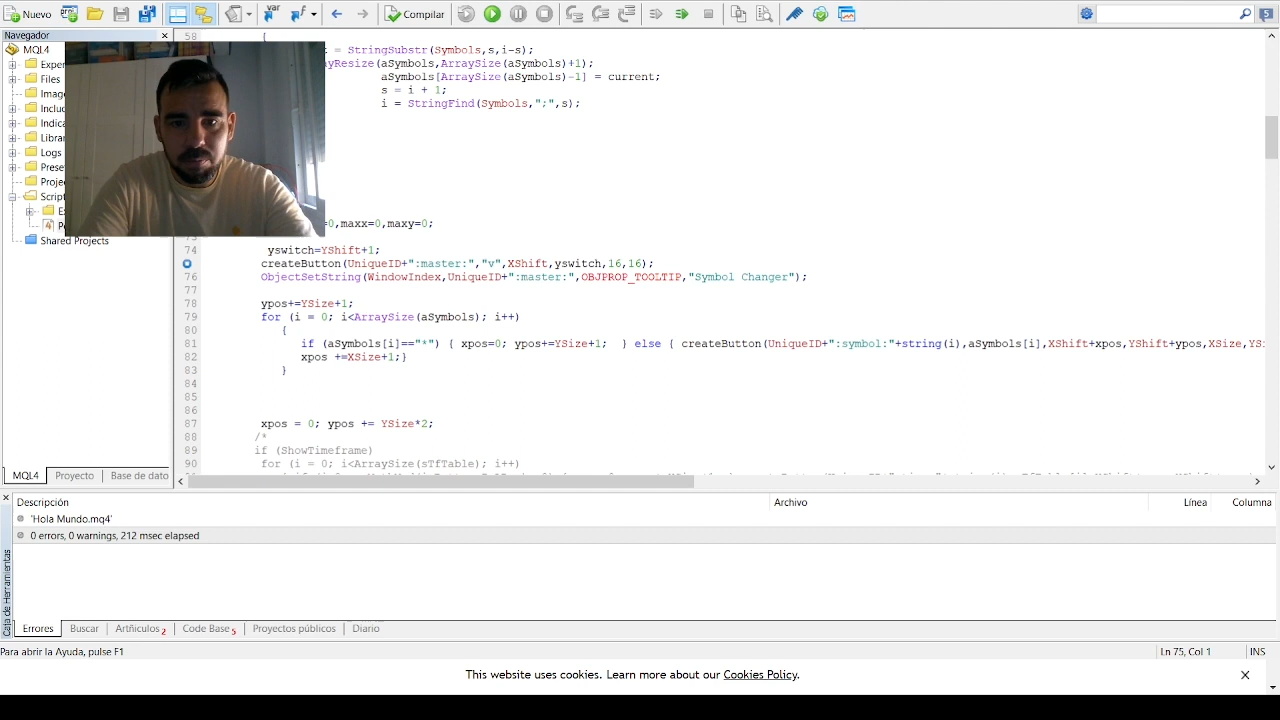 Nuevo
var
f
Compilar
5
Navegador
MQL4
Files
Logs
Shared Projects
58 {
= StringSubstr(Symbols,s,i-s);
(aSymbols,ArraySize(aSymbols)+1);
aSymbols[ArraySize(aSymbols)-1] = current;
s = i + 1;
i = StringFind(Symbols,";",s);
=0,maxx=0,maxy=0;
74 yswitch=YShift+1;
createButton(UniqueID+":master:","v",XShift,yswitch,16,16);
76 ObjectSetString(WindowIndex,UniqueID+":master:",OBJPROP_TOOLTIP,"Symbol Changer");
77
78 ypos+=YSize+1;
79 for (i = 0; i<ArraySize(aSymbols); i++)
80 {
81 if (aSymbols[i]=="*") { xpos=0; ypos+=YSize+1; } else { createButton(UniqueID+":symbol:"+string(i),aSymbols[i],XShift+xpos,YShift+ypos,XSize,
82 xpos +=XSize+1;}
83 }
84
85
86
87 xpos = 0; ypos += YSize*2;
88 /*
89 if (ShowTimeframe)
90 for (i = 0; i<ArraySize(sTfTable); i++)
MQL4 Proyecto Base de dato
Descripción Archivo Línea Columna
'Hola Mundo.mq4'
0 errors, 0 warnings, 212 msec elapsed
Caja de Herramientas
Errores Buscar Artñiculos 2 Code Base 5 Proyectos públicos Diario
Para abrir la Ayuda, pulse F1 Ln 75, Col 1 INS
This website uses cookies. Learn more about our Cookies Policy.